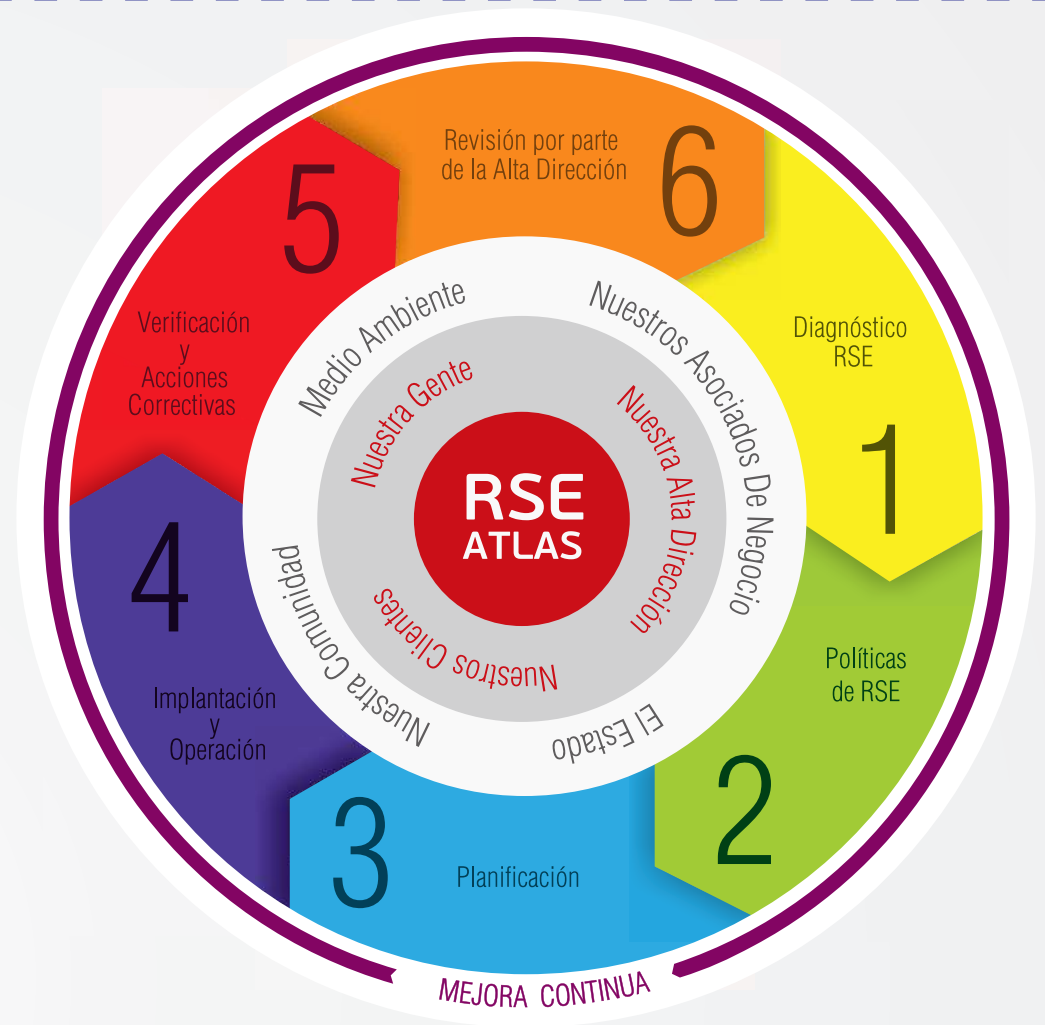 Revisión por parte
de la Alta Dirección
6
Diagnóstico
RSE
1
Políticas
de RSE
2
Planificación
3
Implantación
y
Operación
4
Verificación
y
Acciones
Correctivas
5
Medio Ambiente
Nuestros Asociados De Negocio
El Estado
Nuestra Comunidad
Nuestra Gente
Nuestra Alta Dirección
Nuestros Clientes
RSE
ATLAS
MEJORA CONTINUA